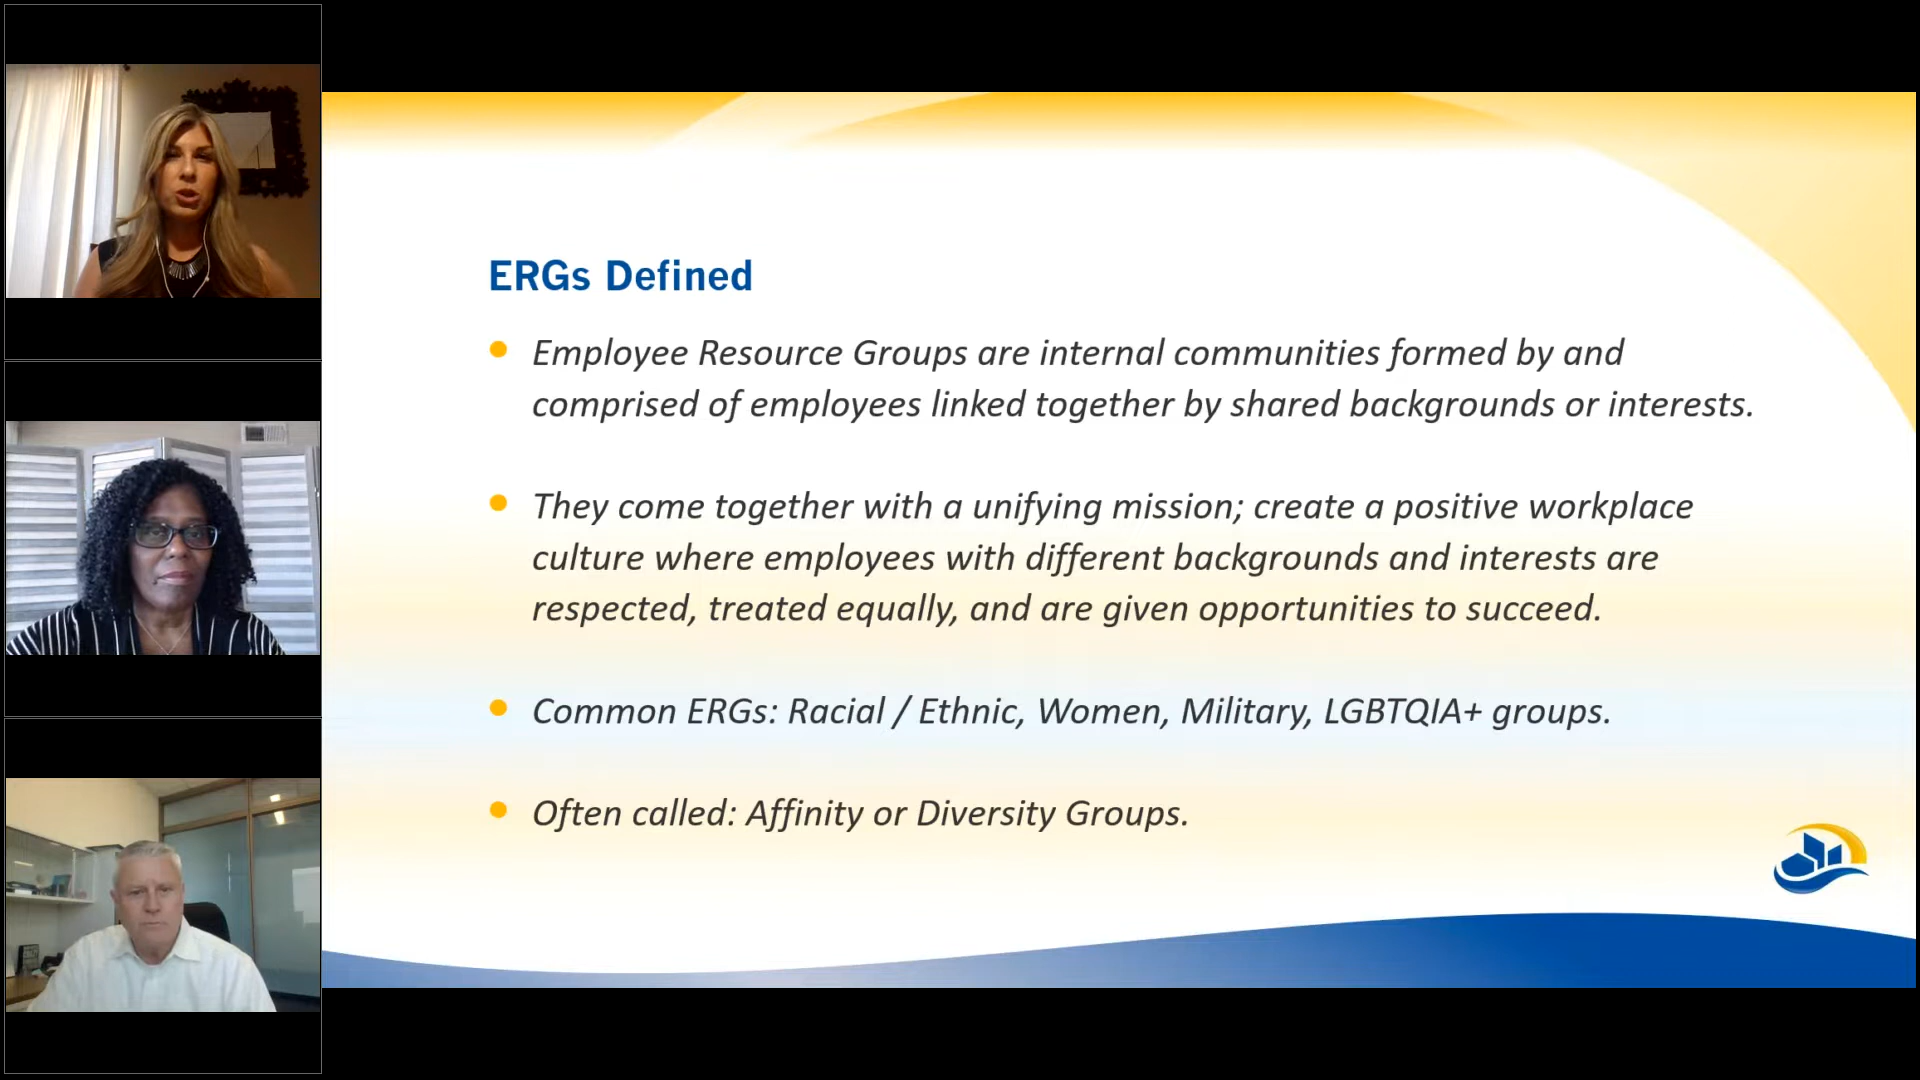 ERGs Defined
Employee Resource Groups are internal communities formed by and
comprised of employees linked together by shared backgrounds or interests.
They come together with a unifying mission; create a positive workplace
culture where employees with different backgrounds and interests are
respected, treated equally, and are given opportunities to succeed.
Common ERGs: Racial / Ethnic, Women, Military, LGBTQIA+ groups.
Often called: Affinity or Diversity Groups.